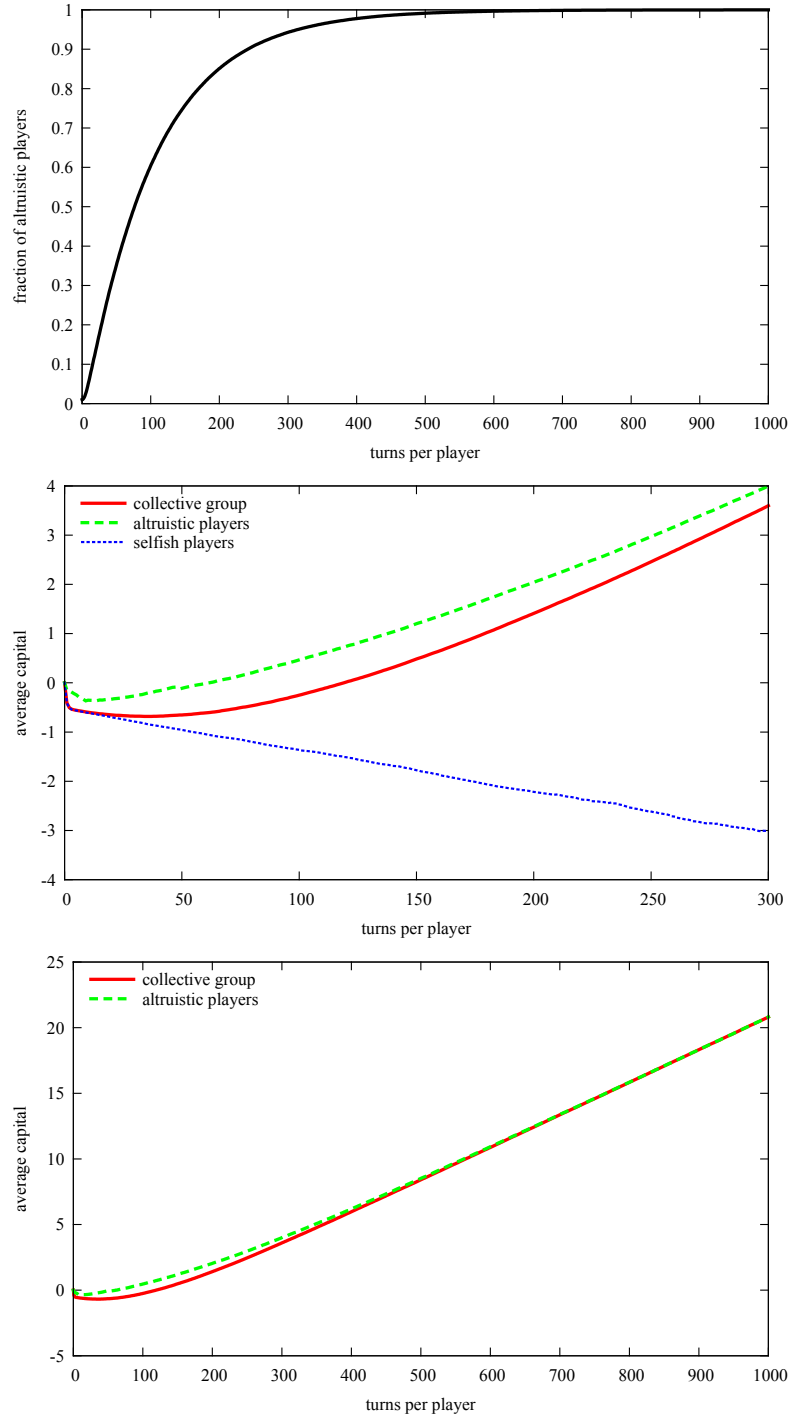 1
0.9
0.8
0.7
0.6
0.5
0.4
0.3
0.2
0.1
0
0 100 200 300 400 500 600 700 800 900 1000
fraction of altruistic players
turns per player
collective group
altruistic players
selfish players
4
3
2
1
0
-1
-2
-3
-4
0 50 100 150 200 250 300
average capital
turns per player
collective group
altruistic players
25
20
15
10
5
0
-5
0 100 200 300 400 500 600 700 800 900 1000
average capital
turns per player